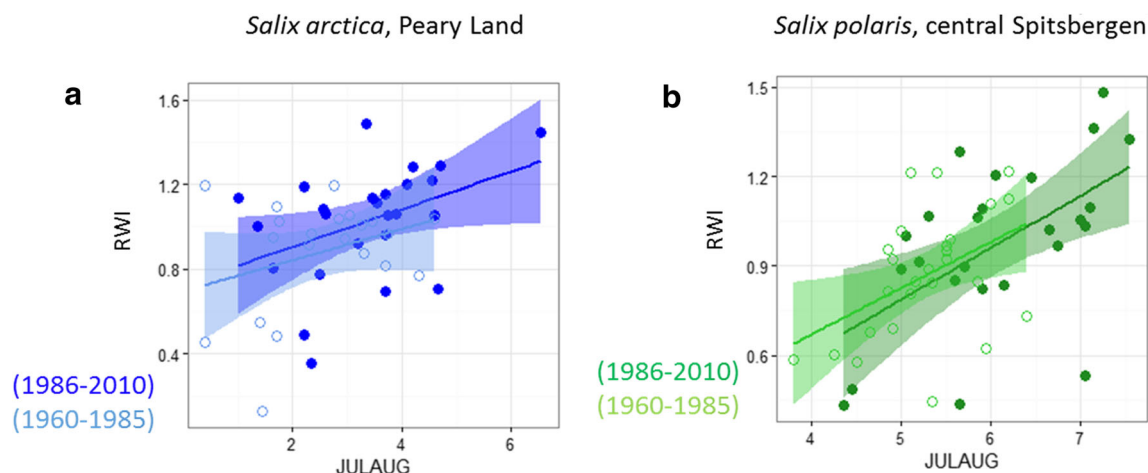 Salix arctica, Peary Land
a
1.6
1.2
0.8
0.4
RWI
2 4 6
JULAUG
(1986-2010)
(1960-1985)
Salix polaris, central Spitsbergen
b
1.5
1.2
0.9
0.6
RWI
4 5 6 7
JULAUG
(1986-2010)
(1960-1985)